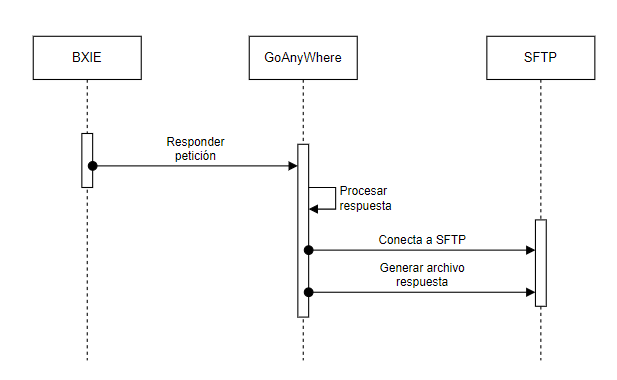 BXIE
GoAnyWhere
SFTP
Responder
petición
Procesar
respuesta
Conecta a SFTP
Generar archivo
respuesta